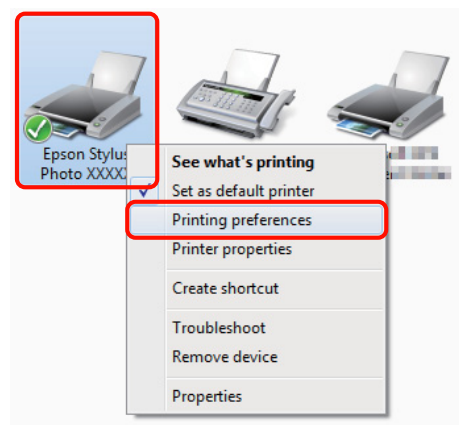 Epson Stylus
Photo XXXXX
See what's printing
Set as default printer
Printing preferences
Printer properties
Create shortcut
Troubleshoot
Remove device
Properties